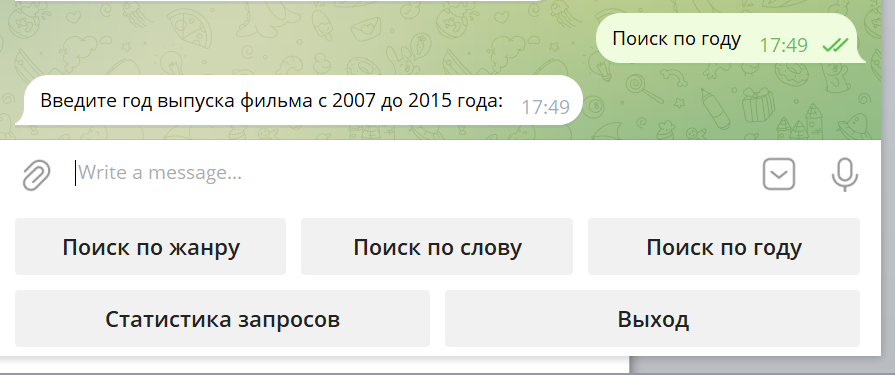 Поиск по году 17:49
Введите год выпуска фильма с 2007 до 2015 года: 17:49
Write a message...
Поиск по жанру Поиск по слову Поиск по году
Статистика запросов Выход